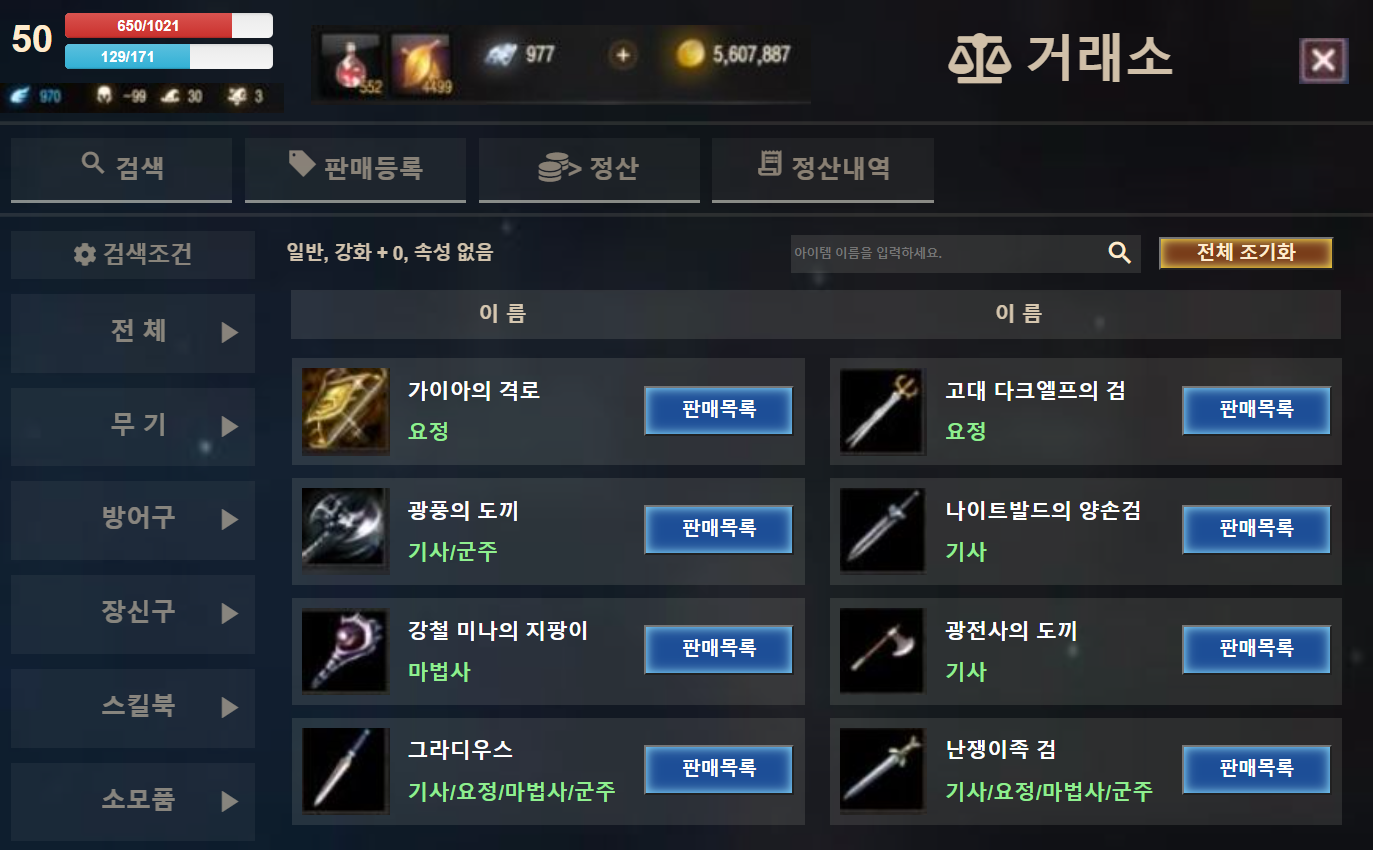 50
650/1021
129/171
970 -99 30 3
552
4499
977
5,607,887
거래소
검색
판매등록
정산
정산내역
검색조건
전 체
무 기
방어구
장신구
스킬북
소모품
일반, 강화 + 0, 속성 없음
아이템 이름을 입력하세요.
전체 초기화
이 름
이 름
가이아의 격로
요정
판매목록
고대 다크엘프의 검
요정
판매목록
광풍의 도끼
기사/군주
판매목록
나이트발드의 양손검
기사
판매목록
강철 미나의 지팡이
마법사
판매목록
광전사의 도끼
기사
판매목록
그라디우스
기사/요정/마법사/군주
판매목록
난쟁이족 검
기사/요정/마법사/군주
판매목록